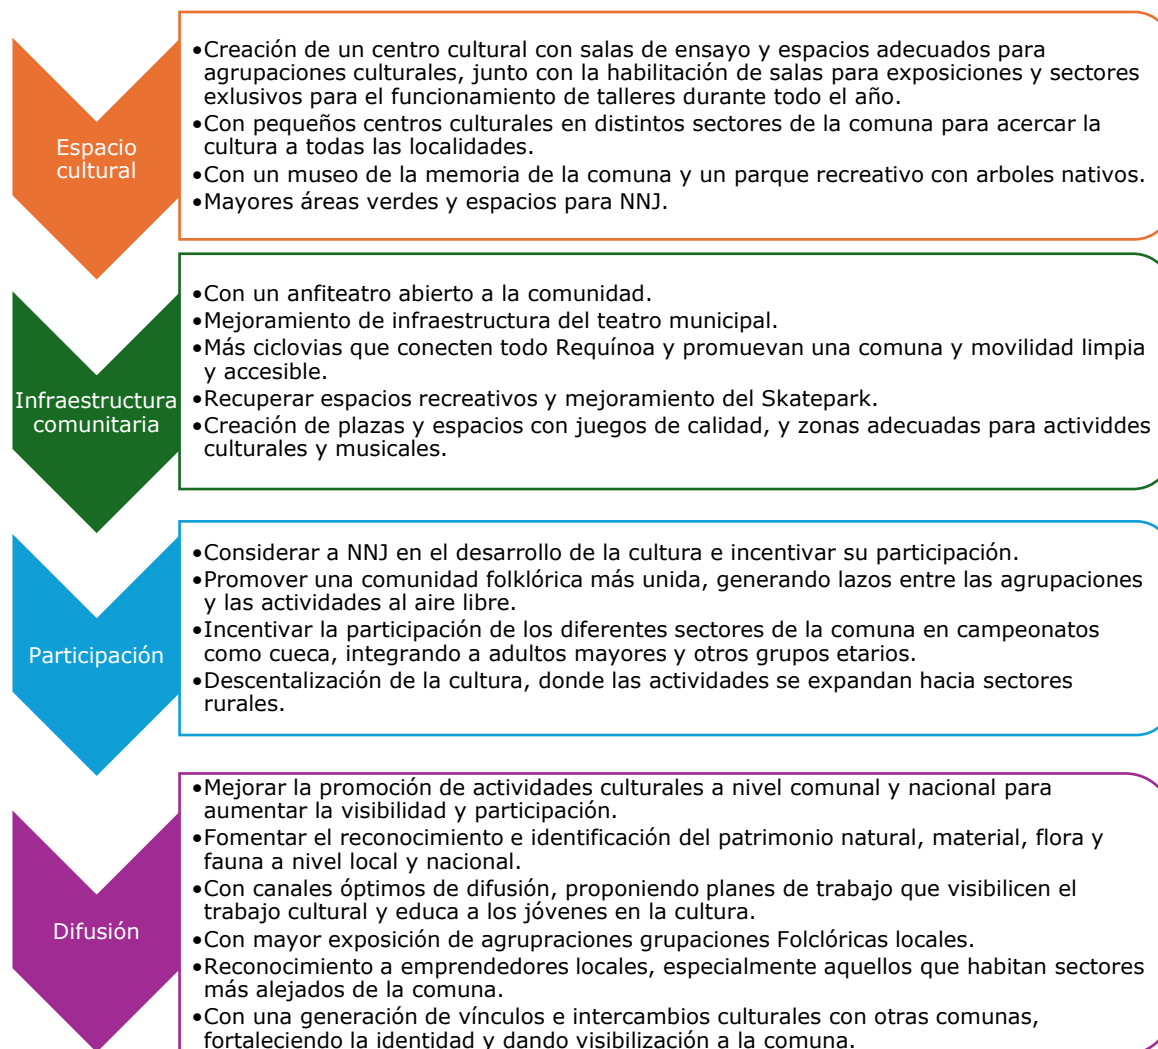 Espacio
cultural
•Creación de un centro cultural con salas de ensayo y espacios adecuados para
agrupaciones culturales, junto con la habilitación de salas para exposiciones y sectores
exlusivos para el funcionamiento de talleres durante todo el año.
•Con pequeños centros culturales en distintos sectores de la comuna para acercar la
cultura a todas las localidades.
•Con un museo de la memoria de la comuna y un parque recreativo con arboles nativos.
•Mayores áreas verdes y espacios para NNJ.
Infraestructura
comunitaria
•Con un anfiteatro abierto a la comunidad.
•Mejoramiento de infraestructura del teatro municipal.
•Más ciclovias que conecten todo Requínoa y promuevan una comuna y movilidad limpia
y accesible.
•Recuperar espacios recreativos y mejoramiento del Skatepark.
•Creación de plazas y espacios con juegos de calidad, y zonas adecuadas para actividdes
culturales y musicales.
Participación
•Considerar a NNJ en el desarrollo de la cultura e incentivar su participación.
•Promover una comunidad folklórica más unida, generando lazos entre las agrupaciones
y las actividades al aire libre.
•Incentivar la participación de los diferentes sectores de la comuna en campeonatos
como cueca, integrando a adultos mayores y otros grupos etarios.
•Descentalización de la cultura, donde las actividades se expandan hacia sectores
rurales.
Difusión
•Mejorar la promoción de actividades culturales a nivel comunal y nacional para
aumentar la visibilidad y participación.
•Fomentar el reconocimiento e identificación del patrimonio natural, material, flora y
fauna a nivel local y nacional.
•Con canales óptimos de difusión, proponiendo planes de trabajo que visibilicen el
trabajo cultural y educa a los jóvenes en la cultura.
•Con mayor exposición de agrupraciones grupaciones Folclóricas locales.
•Reconocimiento a emprendedores locales, especialmente aquellos que habitan sectores
más alejados de la comuna.
•Con una generación de vínculos e intercambios culturales con otras comunas,
fortaleciendo la identidad y dando visibilización a la comuna.